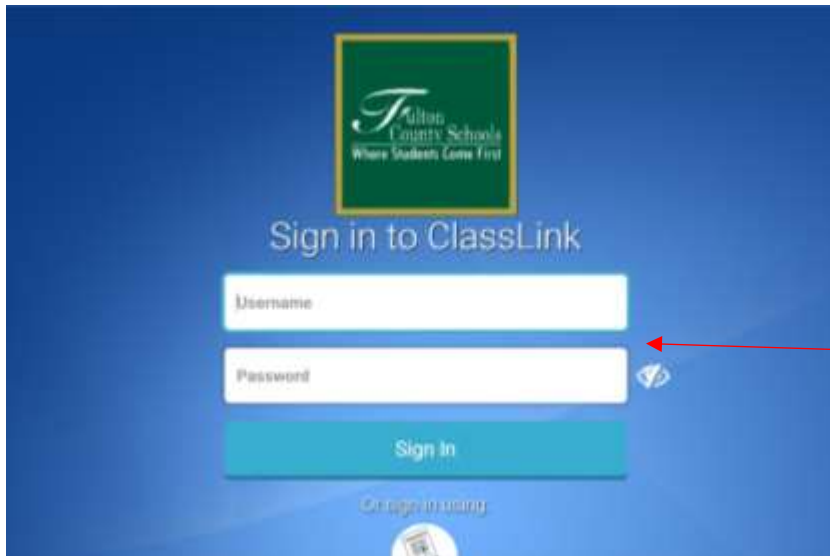 Fulton
County Schools
Where Students Come First
Sign in to ClassLink
Username
Password
Sign In
Or sign in using: